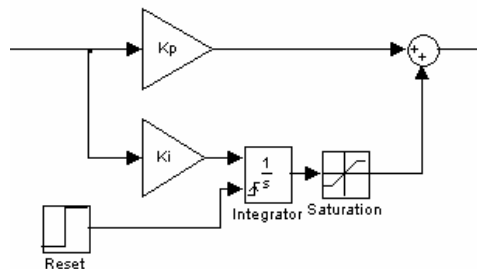 Kp
+
+
Ki
1
s
Integrator
Saturation
Reset